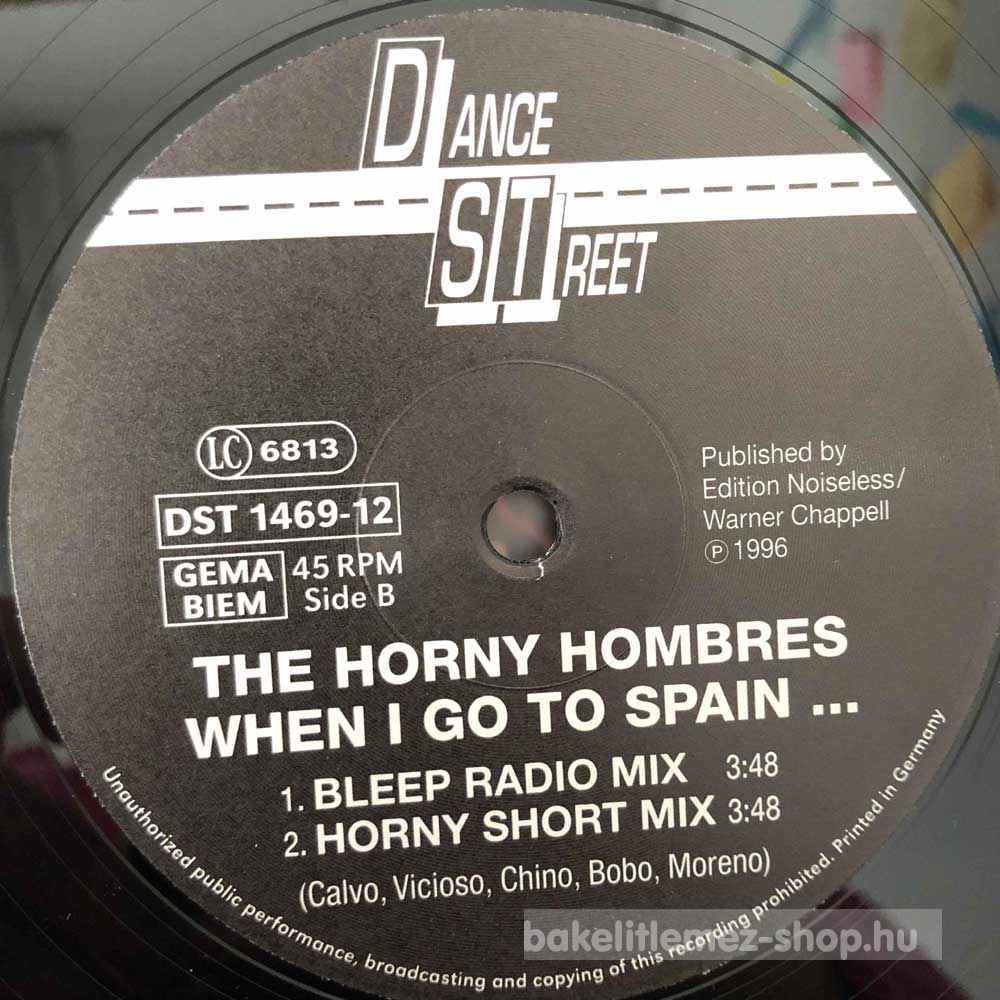 DANCE
STREET
LC 6813
DST 1469-12
GEMA
BIEM
45 RPM
Side B
Published by
Edition Noiseless/
Warner Chappell
Ⓟ 1996
THE HORNY HOMBRES
WHEN I GO TO SPAIN ...
1. BLEEP RADIO MIX 3:48
2. HORNY SHORT MIX 3:48
(Calvo, Vicioso, Chino, Bobo, Moreno)
Unauthorized public performance, broadcasting and copying of this recording prohibited. Printed in Germany
bakelitlemez-shop.hu